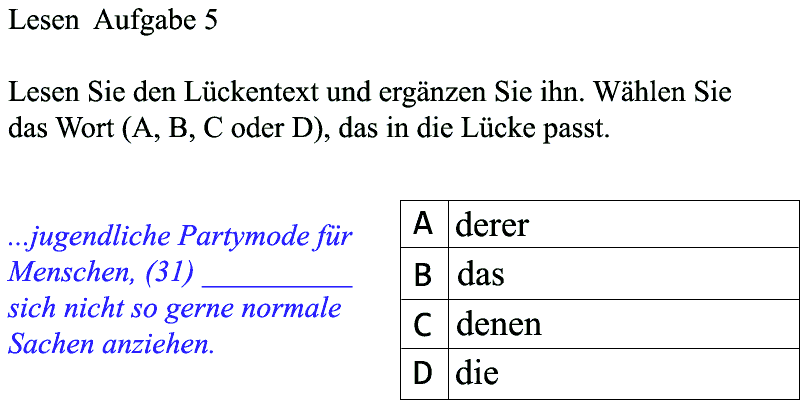 Lesen  Aufgabe 5
Lesen Sie den Lückentext und ergänzen Sie ihn. Wählen Sie
das Wort (A, B, C oder D), das in die Lücke passt.
...jugendliche Partymode für
Menschen, (31) __________
sich nicht so gerne normale
Sachen anziehen.
A derer
B das
C denen
D die